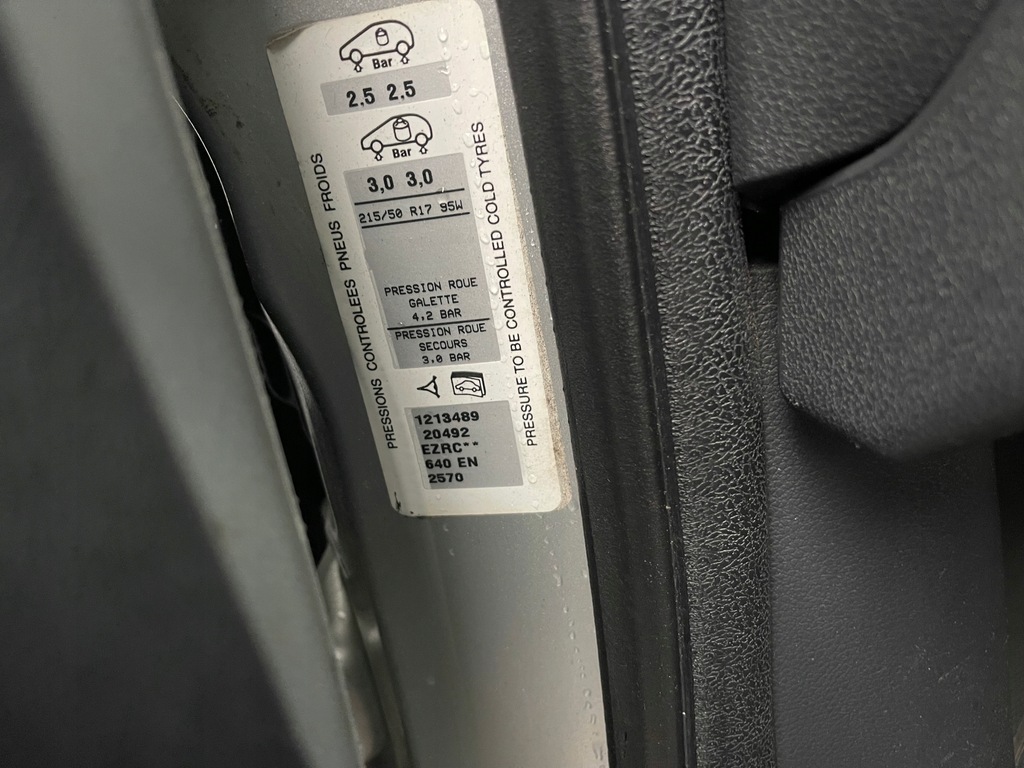 Bar
2.5 2.5
Bar
3,0 3,0
215/50 R17 95W
PRESSION ROUE
GALETTE
4,2 BAR
PRESSION ROUE
SECOURS
3.0 BAR
1213489
20492
EZRC**
640 EN
2570
PRESSIONS CONTROLEES PNEUS FROIDS
PRESSURE TO BE CONTROLLED COLD TYRES